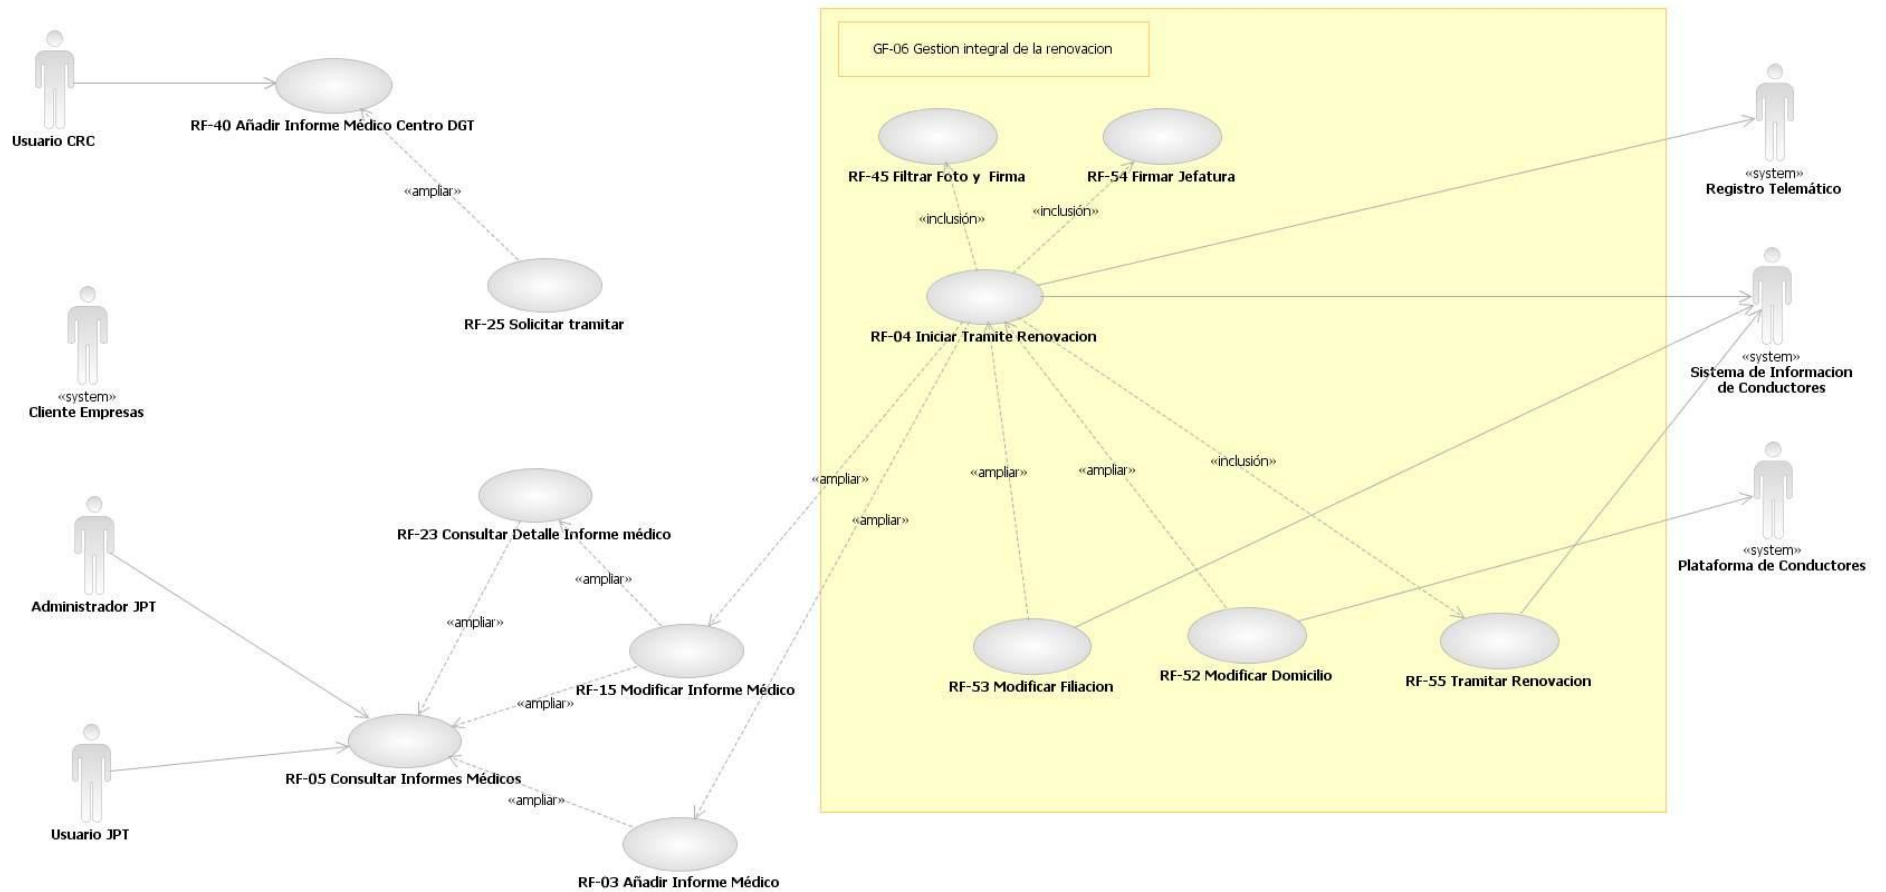 GF-06 Gestion integral de la renovacion
Usuario CRC
RF-40 Añadir Informe Médico Centro DGT
«ampliar»
RF-25 Solicitar tramitar
«system»
Cliente Empresas
RF-45 Filtrar Foto y  Firma
RF-54 Firmar Jefatura
«inclusión»
«inclusión»
RF-04 Iniciar Tramite Renovacion
«system»
Registro Telemático
«system»
Sistema de Informacion
de Conductores
«ampliar»
«ampliar»
«ampliar»
«ampliar»
«inclusión»
«system»
Plataforma de Conductores
RF-23 Consultar Detalle Informe médico
«ampliar»
«ampliar»
Administrador JPT
RF-15 Modificar Informe Médico
«ampliar»
RF-53 Modificar Filiacion
RF-52 Modificar Domicilio
RF-55 Tramitar Renovacion
RF-05 Consultar Informes Médicos
«ampliar»
Usuario JPT
RF-03 Añadir Informe Médico